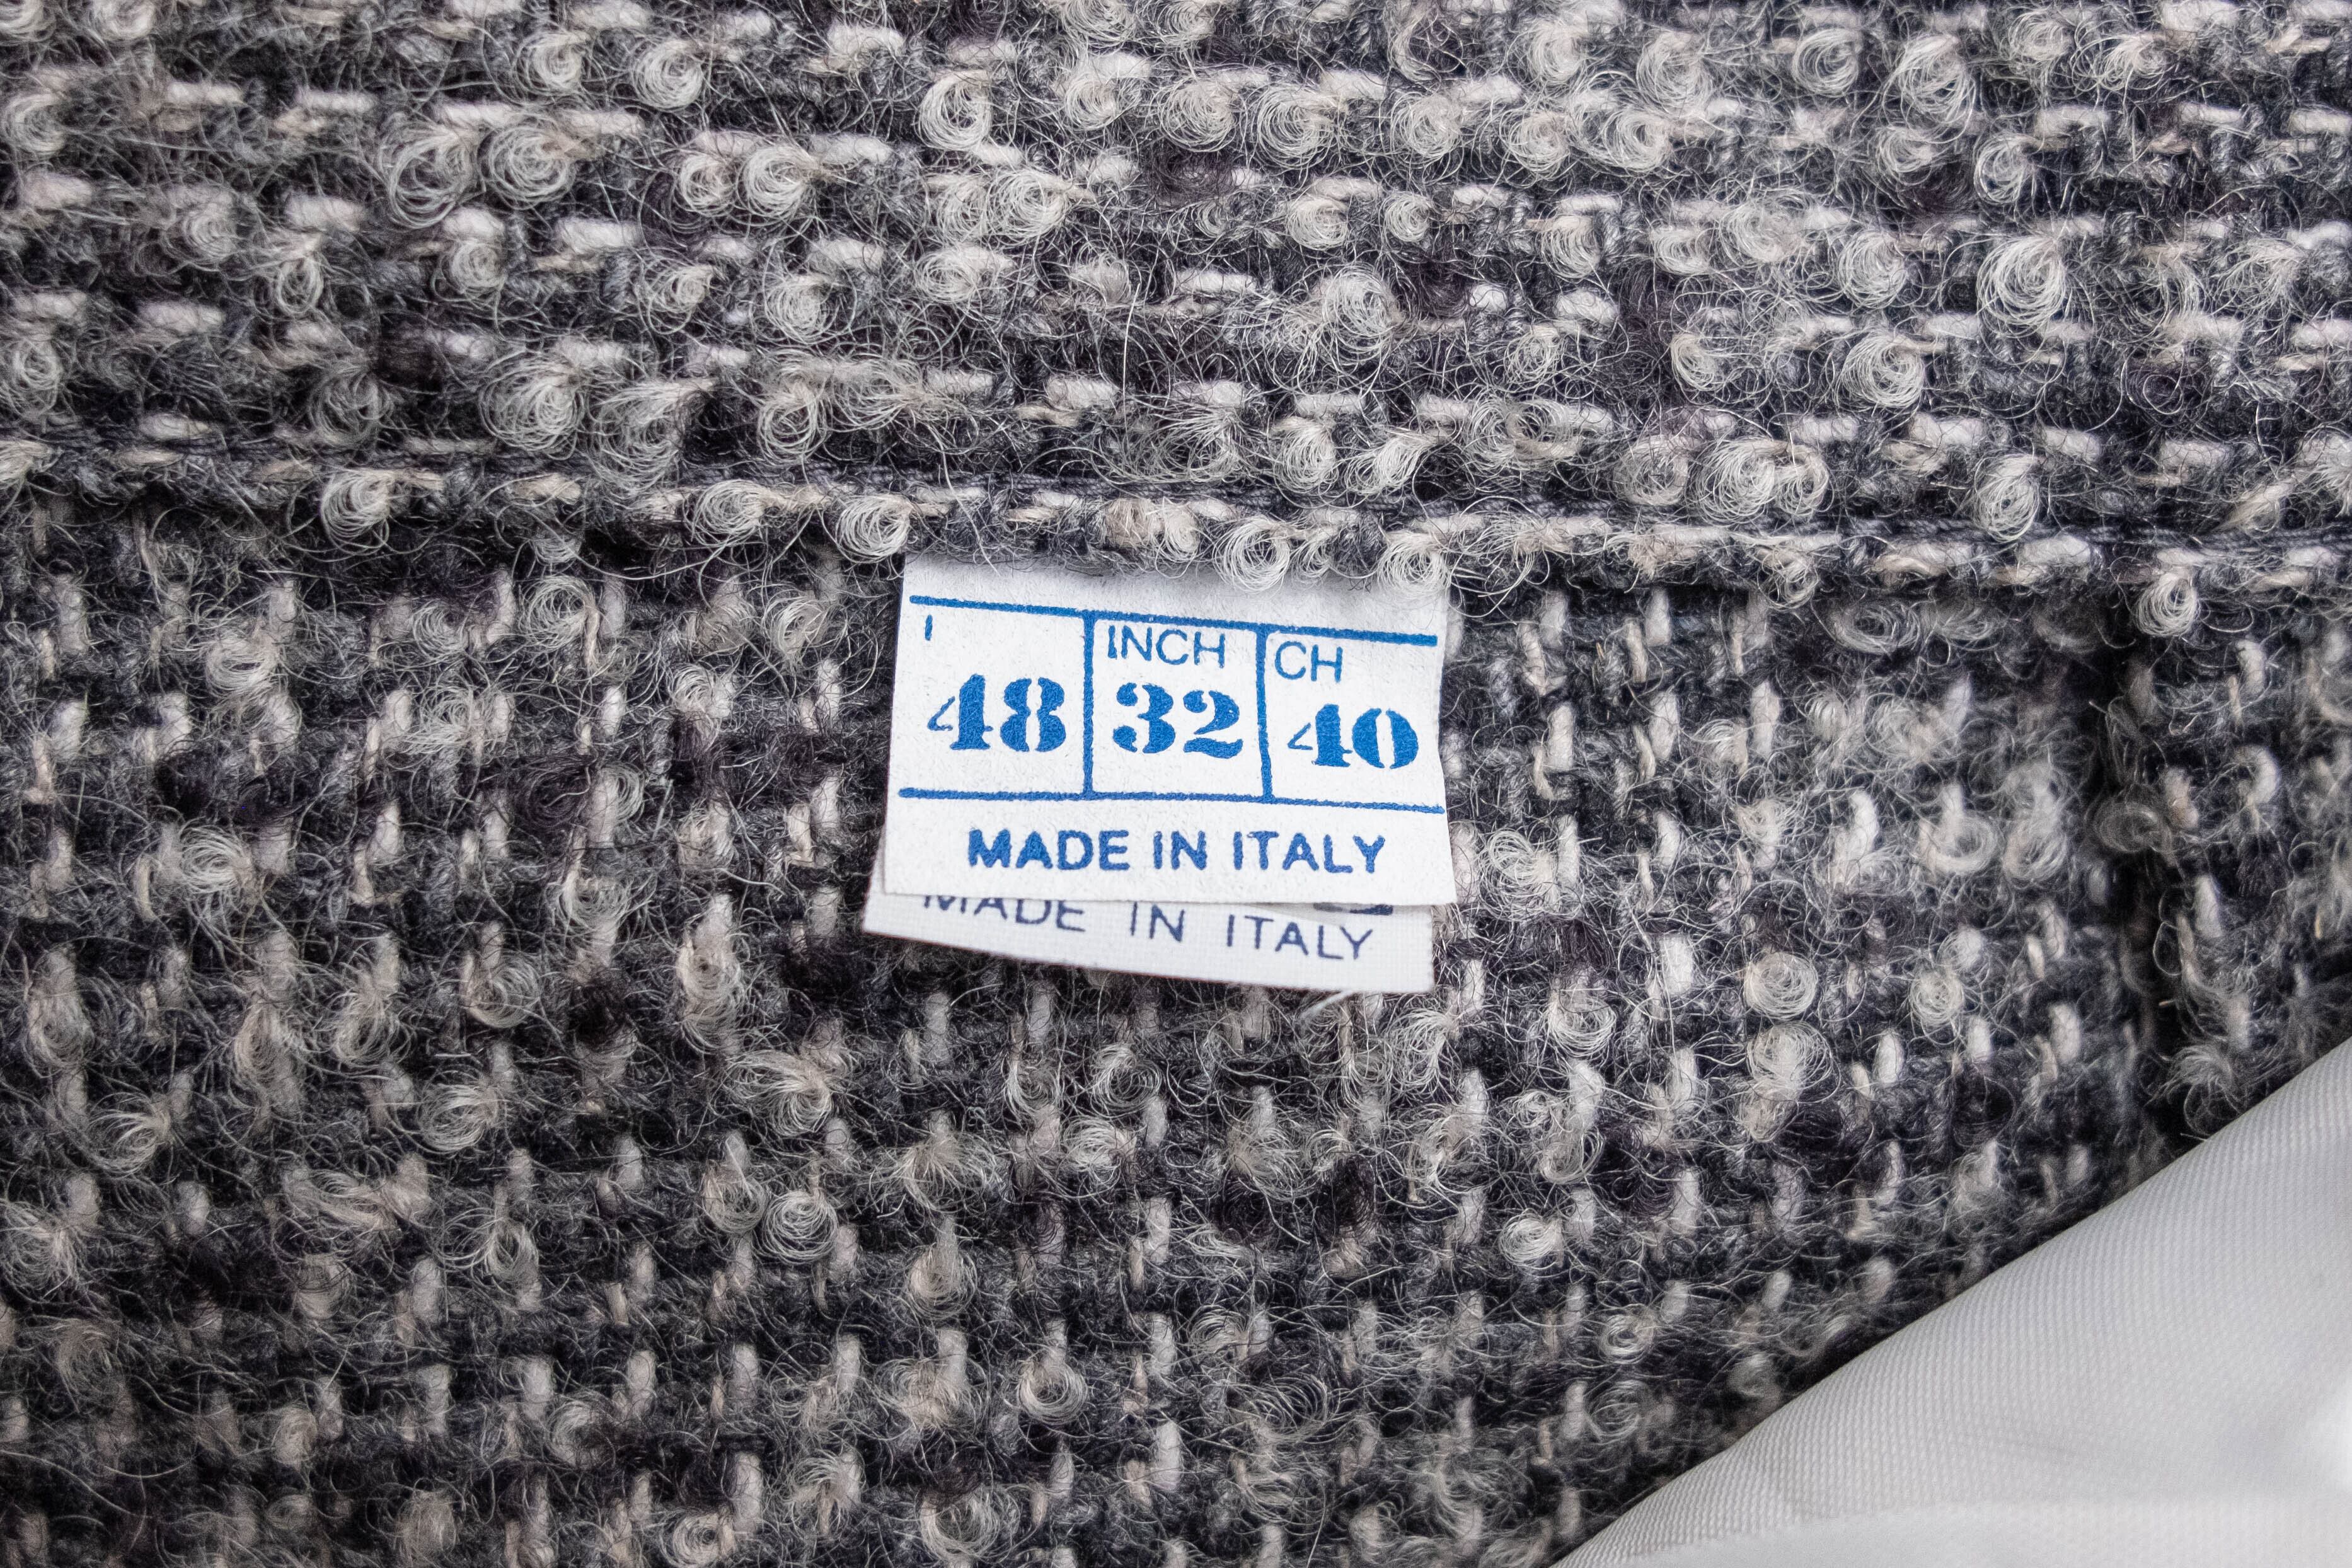 I INCH CH
48 32 40
MADE IN ITALY
MADE IN ITALY